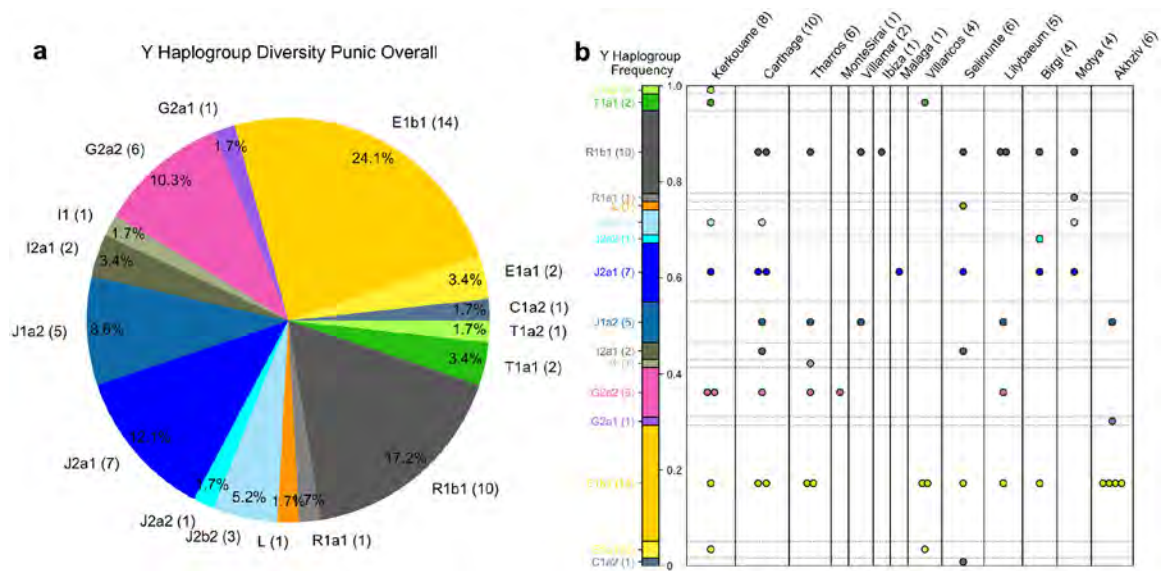 a
Y Haplogroup Diversity Punic Overall
G2a1 (1)
E1b1 (14)
G2a2 (6)
I1 (1)
I2a1 (2)
J1a2 (5)
J2a1 (7)
J2a2 (1)
J2b2 (3)
L (1)
R1a1 (1)
R1b1 (10)
T1a1 (2)
T1a2 (1)
C1a2 (1)
E1a1 (2)
1.7%
24.1%
10.3%
1.7%
3.4%
8.6%
12.1%
1.7%
5.2%
1.7%
1.7%
17.2%
3.4%
1.7%
1.7%
3.4%
b
Y Haplogroup
Frequency
Kerkouane (8)
Carthage (10)
Tharros (6)
MonteSirai (1)
Villamar (2)
Ibiza (1)
Malaga (1)
Villaricos (4)
Selinunte (6)
Lilybaeum (5)
Birgi (4)
Motya (4)
Akhziv (6)
1.0
T1a1 (2)
R1b1 (10)
0.8
R1a1 (1)
J2a1 (7)
0.6
J1a2 (5)
I2a1 (2)
0.4
G2a2 (6)
G2a1 (1)
0.2
C1a2 (1)
0